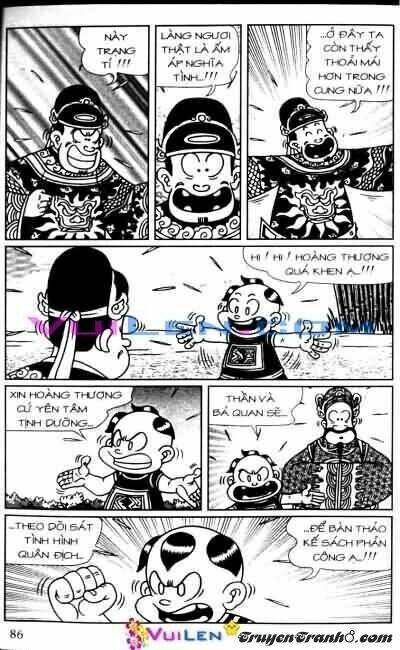 NÀY
TRẠNG
TÍ !!!
LÀNG NGƯƠI
THẬT LÀ ẤM
ÁP NGHĨA
TÌNH...!!!
...Ở ĐÂY TA
CÒN THẤY
THOẢI MÁI
HƠN TRONG
CUNG NỮA !!!
HI ! HI ! HOÀNG THƯỢNG
QUÁ KHEN Ạ...!!!
VUILEN.COM
XIN HOÀNG THƯỢNG
CỨ YÊN TÂM
TỊNH DƯỠNG...
THẦN VÀ
BÁ QUAN SẼ...
...THEO DÕI SÁT
TÌNH HÌNH
QUÂN ĐỊCH...
...ĐỂ BÀN THẢO
KẾ SÁCH PHẢN
CÔNG Ạ...!!!
86
VUILEN
TruyenTranh8.com